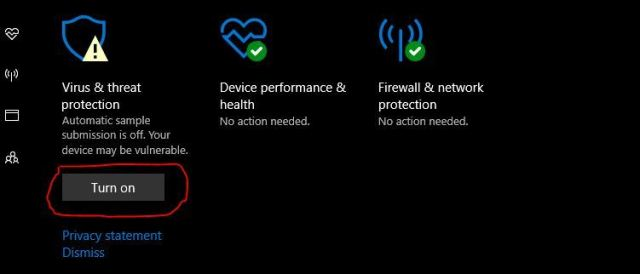 Virus & threat
protection
Automatic sample
submission is off. Your
device may be vulnerable.
Turn on
Privacy statement
Dismiss
Device performance &
health
No action needed.
Firewall & network
protection
No action needed.